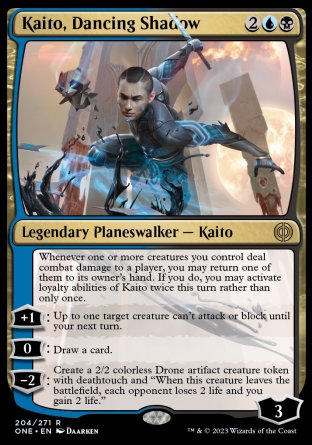 Kaito, Dancing Shadow 2
Legendary Planeswalker — Kaito
Whenever one or more creatures you control deal
combat damage to a player, you may return one of
them to its owner's hand. If you do, you may activate
loyalty abilities of Kaito twice this turn rather than
only once.
+1 : Up to one target creature can't attack or block until
your next turn.
0 : Draw a card.
−2 : Create a 2/2 colorless Drone artifact creature token
with deathtouch and "When this creature leaves the
battlefield, each opponent loses 2 life and you
gain 2 life."
3
204/271 R
ONE • EN Daarken
™ & © 2023 Wizards of the Coast